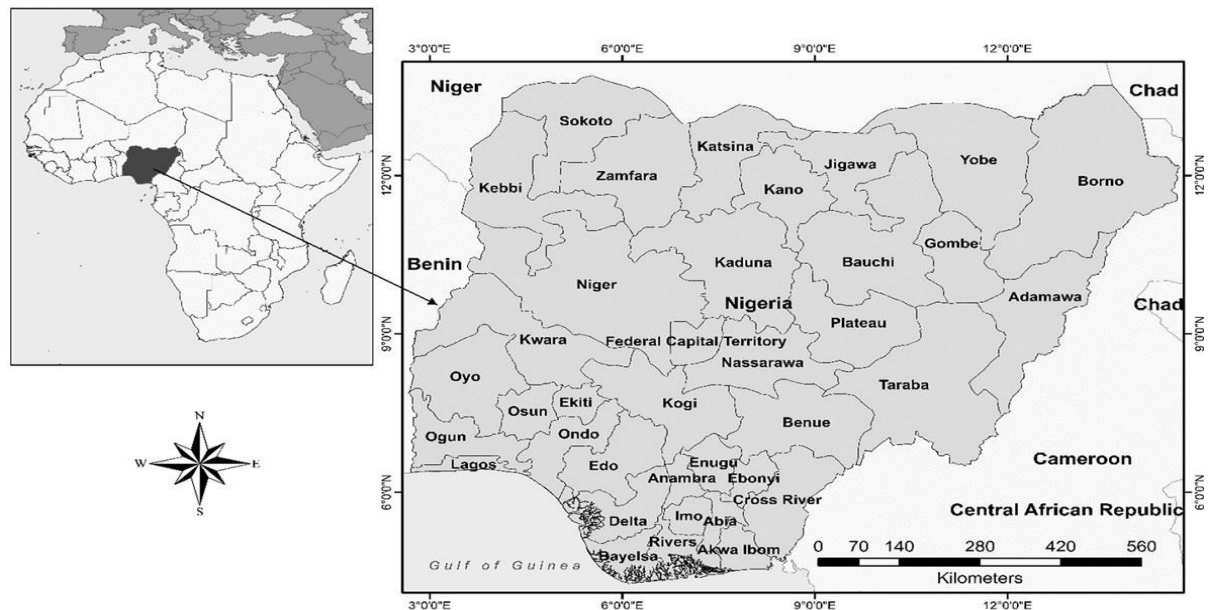 3°0'0"E 6°0'0"E 9°0'0"E 12°0'0"E
Niger
Chad
Sokoto
Katsina
Jigawa
Yobe
Kebbi
Zamfara
Kano
Borno
12°0'0"N
12°0'0"N
Benin
Niger
Kaduna
Bauchi
Gombe
Adamawa
Nigeria
Chad
Plateau
9°0'0"N
9°0'0"N
Kwara
Federal Capital Territory
Nassarawa
Oyo
Taraba
Osun
Ekiti
Kogi
Benue
Ogun
Ondo
Lagos
Edo
Enugu
Anambra
Ebonyi
Cameroon
Cross River
6°0'0"N
6°0'0"N
Central African Republic
Delta
Imo
Abia
Rivers
Bayelsa
Akwa Ibom
Gulf of Guinea
0 70 140 280 420 560
Kilometers
3°0'0"E 6°0'0"E 9°0'0"E 12°0'0"E
N
W
E
S